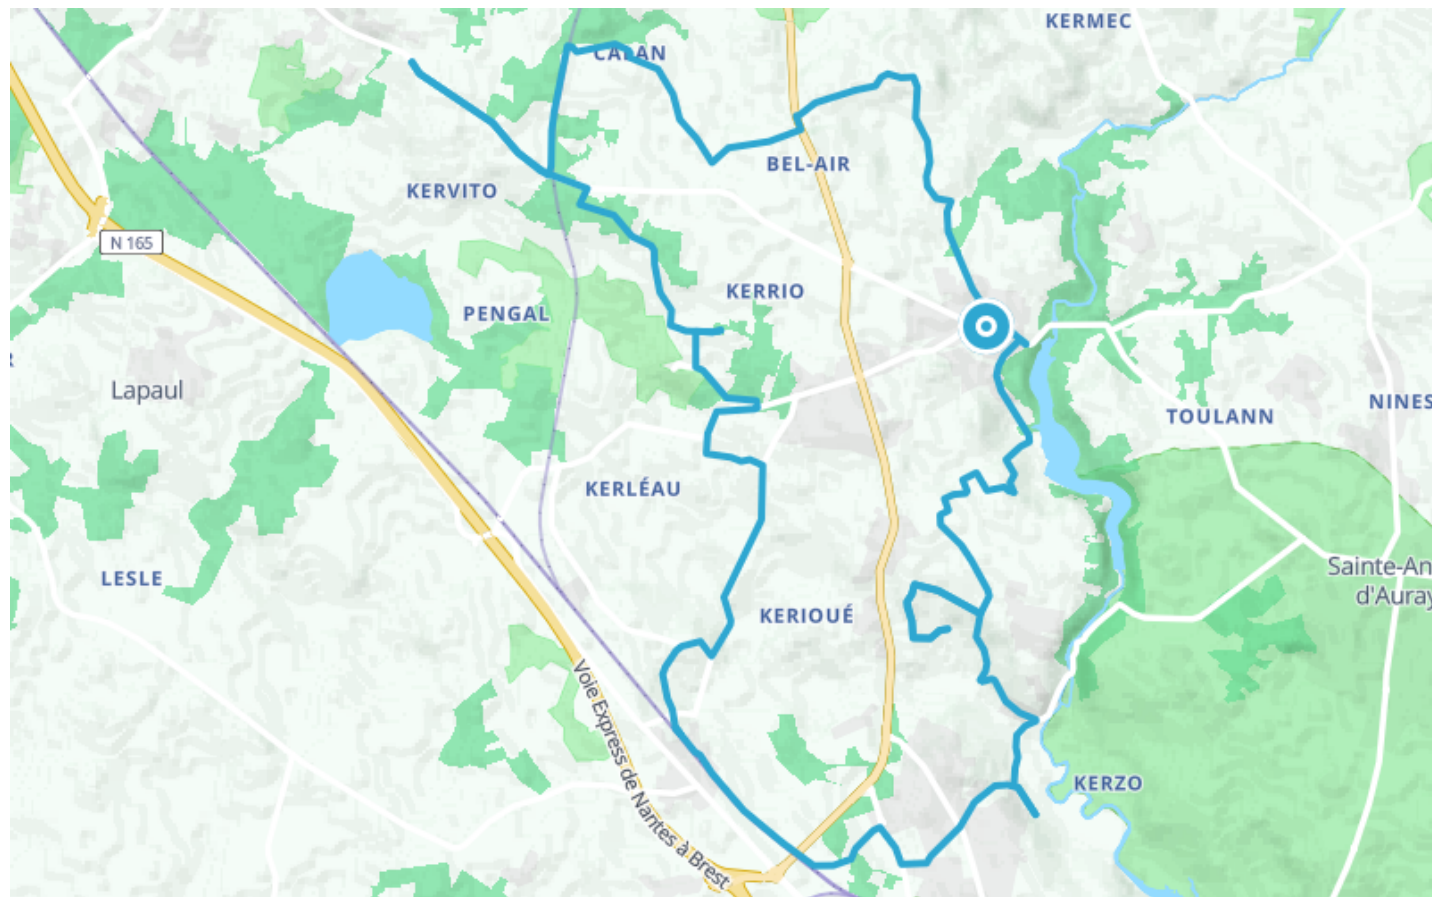 KERMEC
CALAN
BEL-AIR
KERVITO
N 165
KERRIO
PENGAL
Lapaul
TOULANN
NINES
KERLÉAU
LESLE
Sainte-An
d'Auray
KERIOUÉ
Voie Express de Nantes à Brest
KERZO